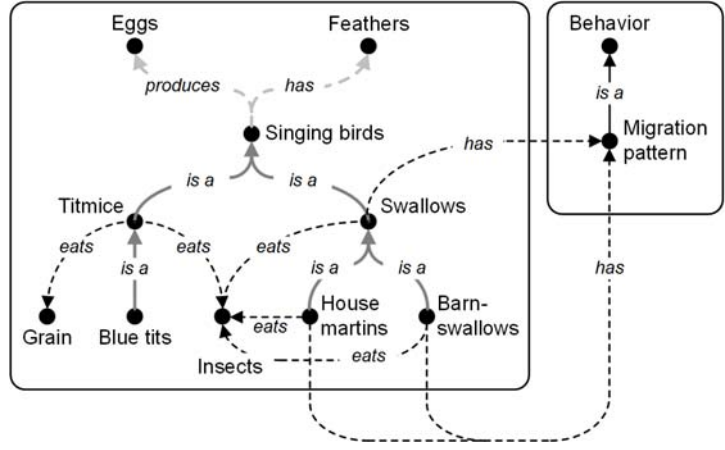 Eggs
Feathers
Behavior
produces
has
is a
Singing birds
has
Migration
pattern
is a
is a
Titmice
Swallows
eats
eats
eats
is a
is a
is a
has
Grain
Blue tits
eats
House
martins
Barn-
swallows
Insects
eats